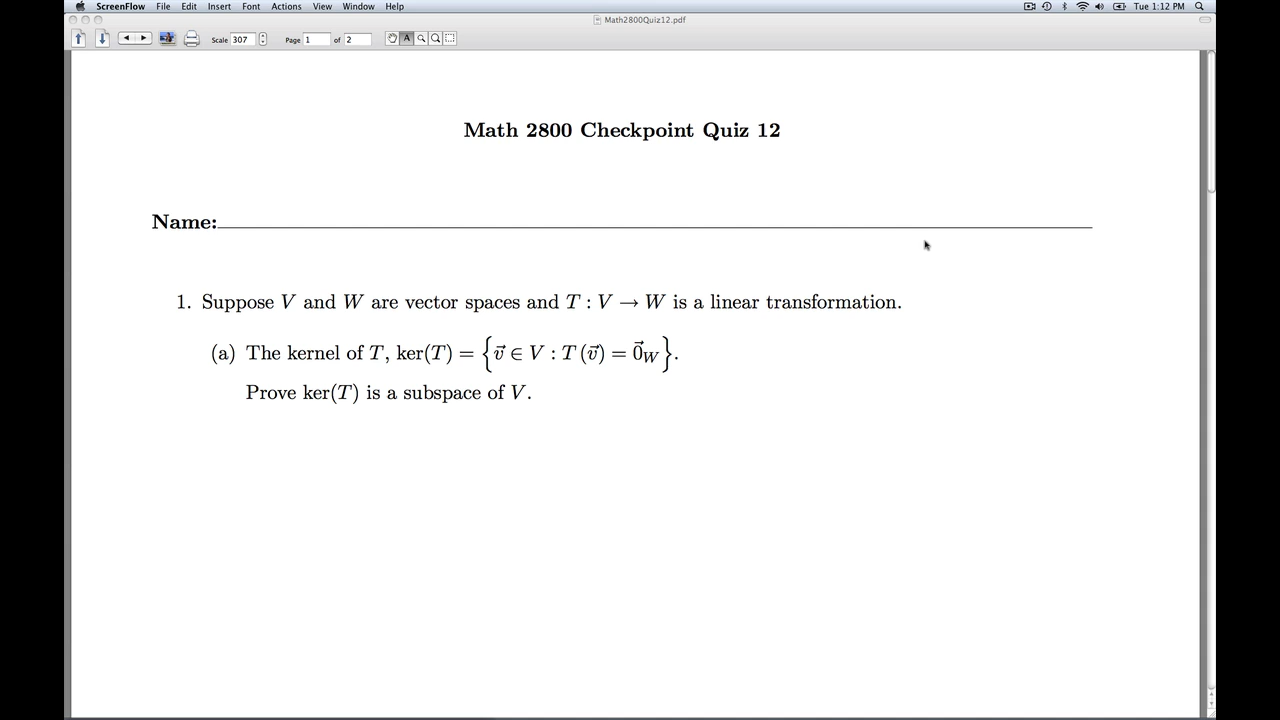 ScreenFlow File Edit Insert Font Actions View Window Help Tue 1:12 PM
Math2800Quiz12.pdf
Scale 307 Page 1 of 2 A
Math 2800 Checkpoint Quiz 12
Name:
1. Suppose V and W are vector spaces and T : V → W is a linear transformation.
(a) The kernel of T, ker(T) = {v⃗ ∈ V : T(v⃗) = 0⃗_W}.
Prove ker(T) is a subspace of V.